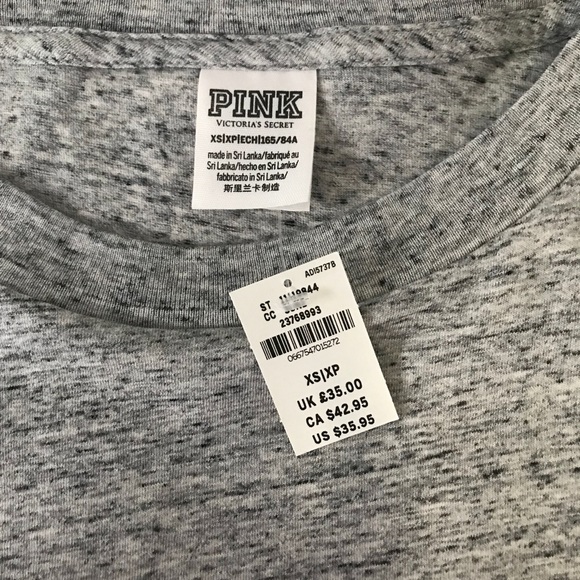 PINK
VICTORIA'S SECRET
XS|XP|ECH|165/84A
made in Sri Lanka/fabriqué au
Sri Lanka/hecho en Sri Lanka/
fabbricato in Sri Lanka/
斯里兰卡制造
ADI5737B
ST
CC
23768993
0667547015272
XS|XP
UK £35.00
CA $42.95
US $35.95